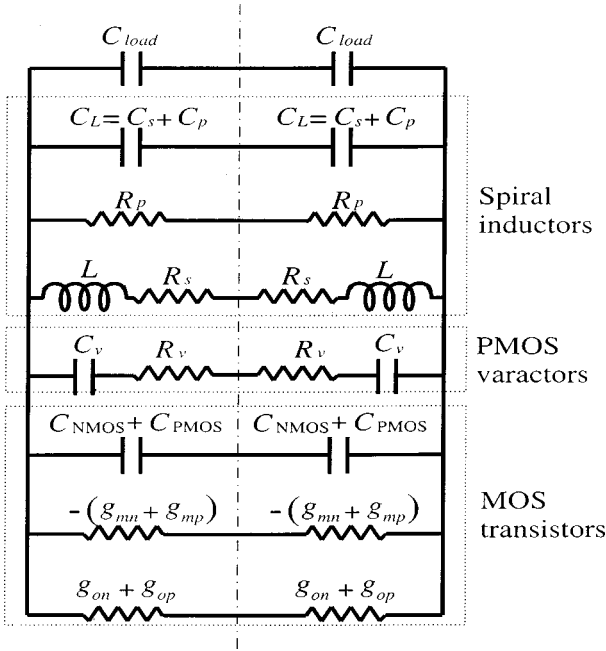 C_load C_load
C_L = C_s + C_p C_L = C_s + C_p
R_p R_p
Spiral
inductors
L R_s R_s L
C_v R_v R_v C_v
PMOS
varactors
C_NMOS + C_PMOS C_NMOS + C_PMOS
-(g_mn + g_mp) -(g_mn + g_mp)
MOS
transistors
g_on + g_op g_on + g_op